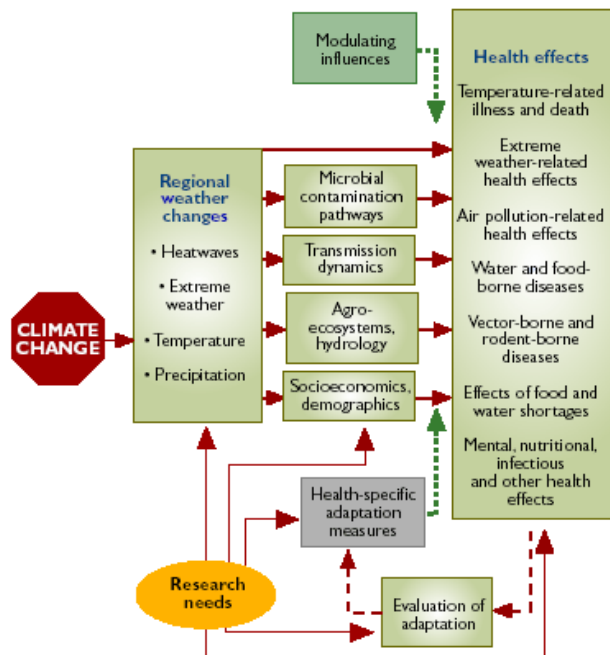 Modulating
influences
Health effects
Temperature-related
illness and death
Extreme
weather-related
health effects
Air pollution-related
health effects
Water and food-
borne diseases
Vector-borne and
rodent-borne
diseases
Effects of food and
water shortages
Mental, nutritional,
infectious
and other health
effects
Regional
weather
changes
• Heatwaves
• Extreme
weather
• Temperature
• Precipitation
Microbial
contamination
pathways
Transmission
dynamics
Agro-
ecosystems,
hydrology
Socioeconomics,
demographics
CLIMATE
CHANGE
Health-specific
adaptation
measures
Research
needs
Evaluation of
adaptation